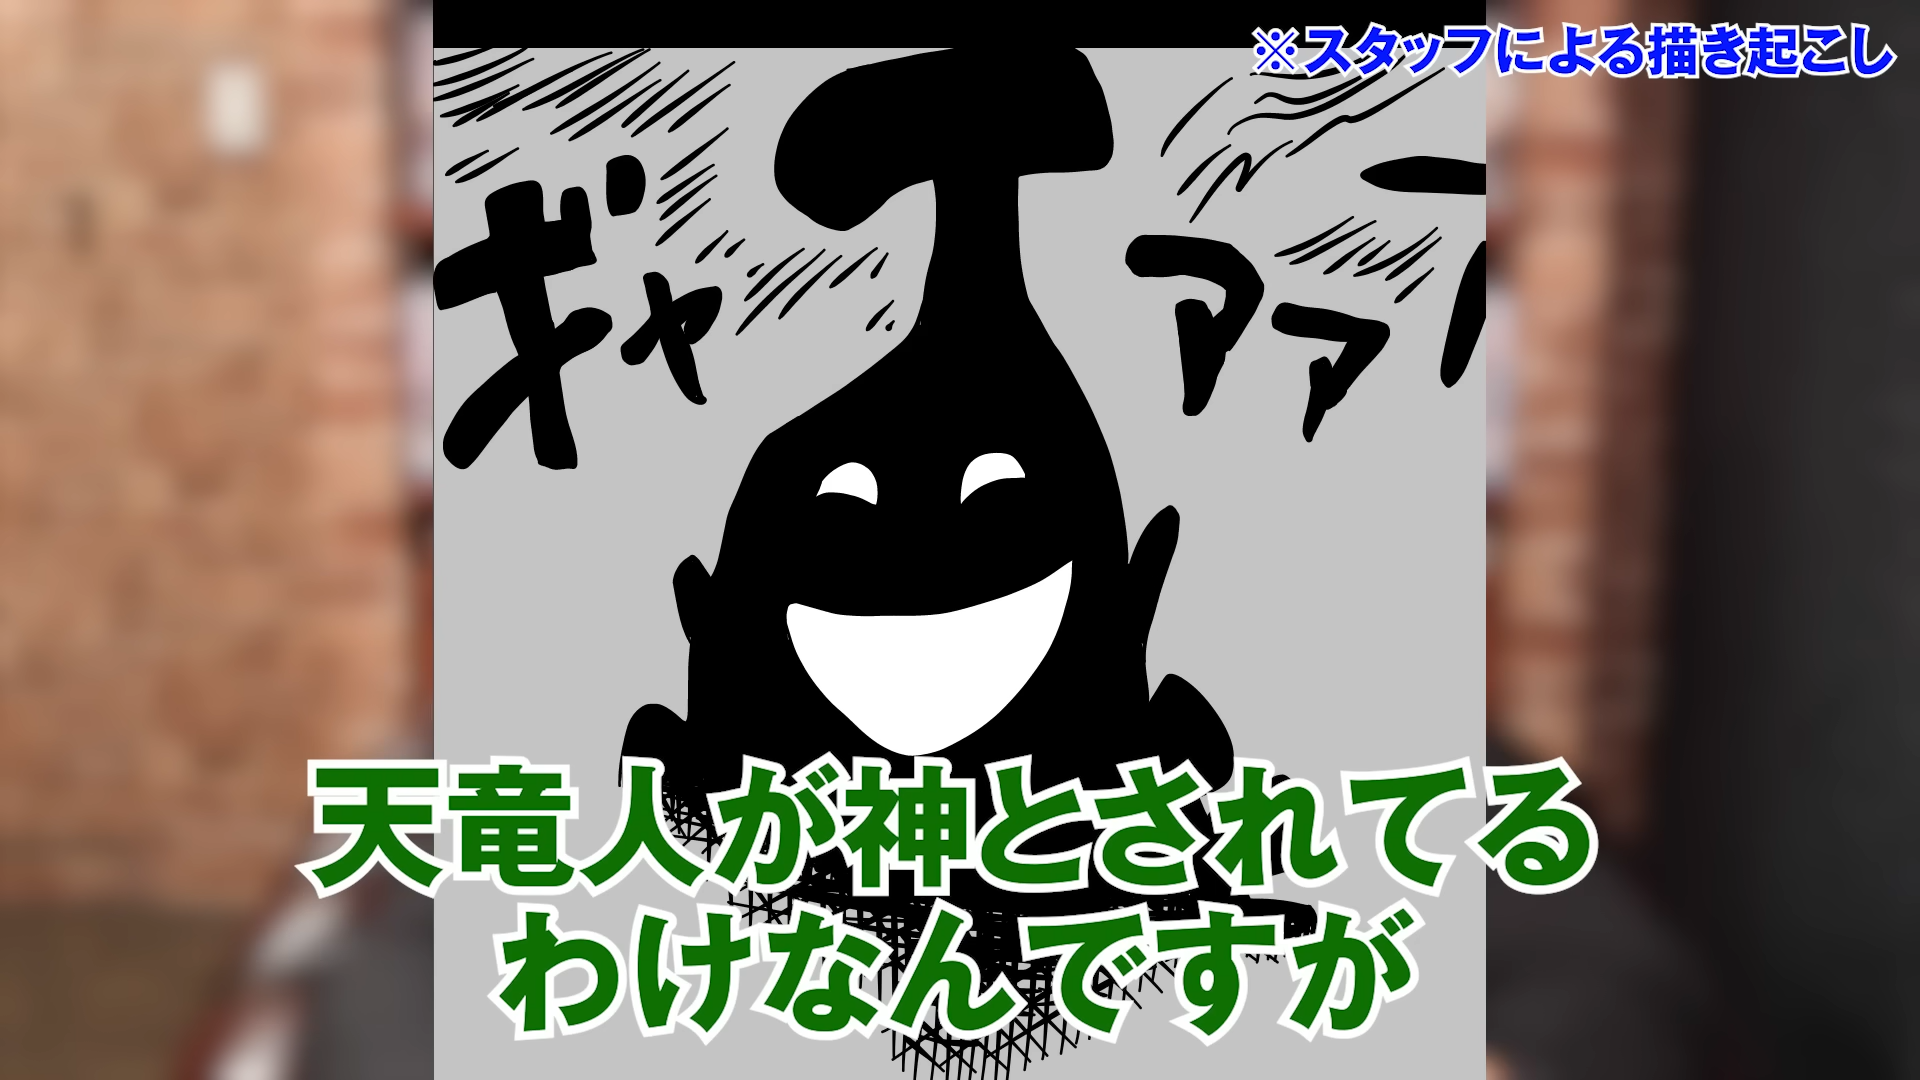 ※スタッフによる描き起こし
ギャ
アァー
天竜人が神とされてる
わけなんですが